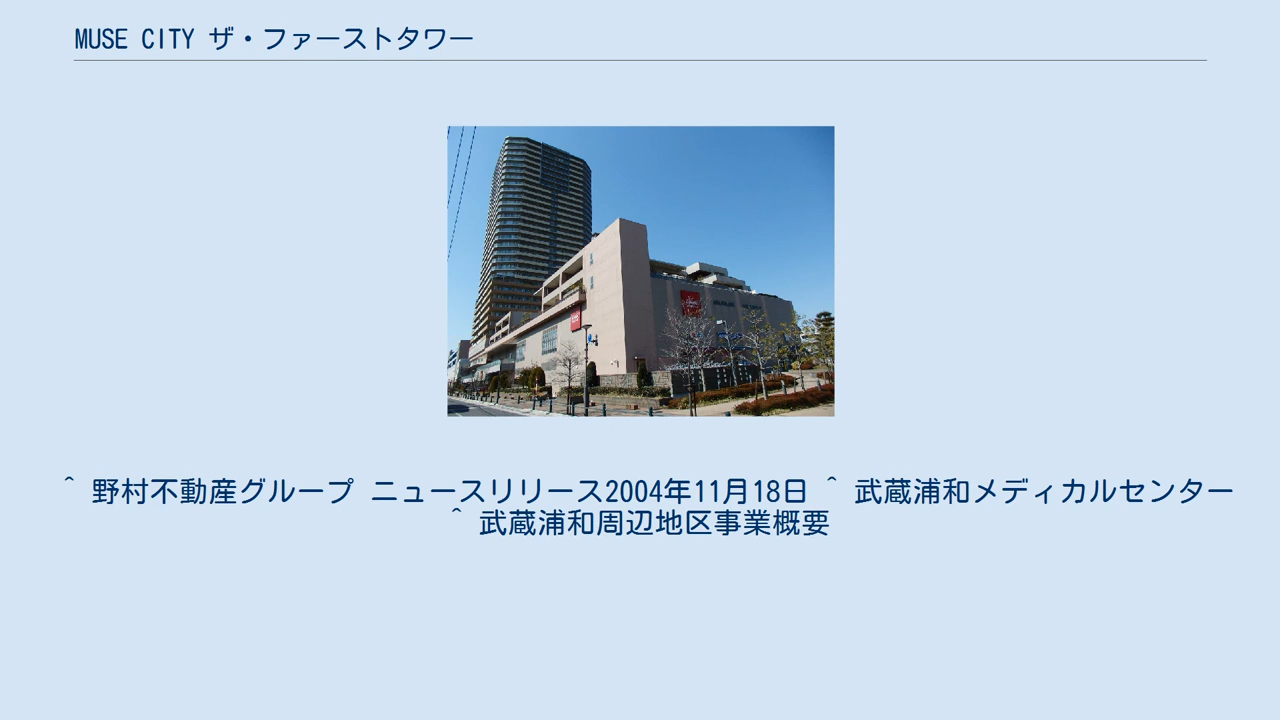 MUSE CITY ザ・ファーストタワー
^ 野村不動産グループ ニュースリリース2004年11月18日 ^ 武蔵浦和メディカルセンター
^ 武蔵浦和周辺地区事業概要